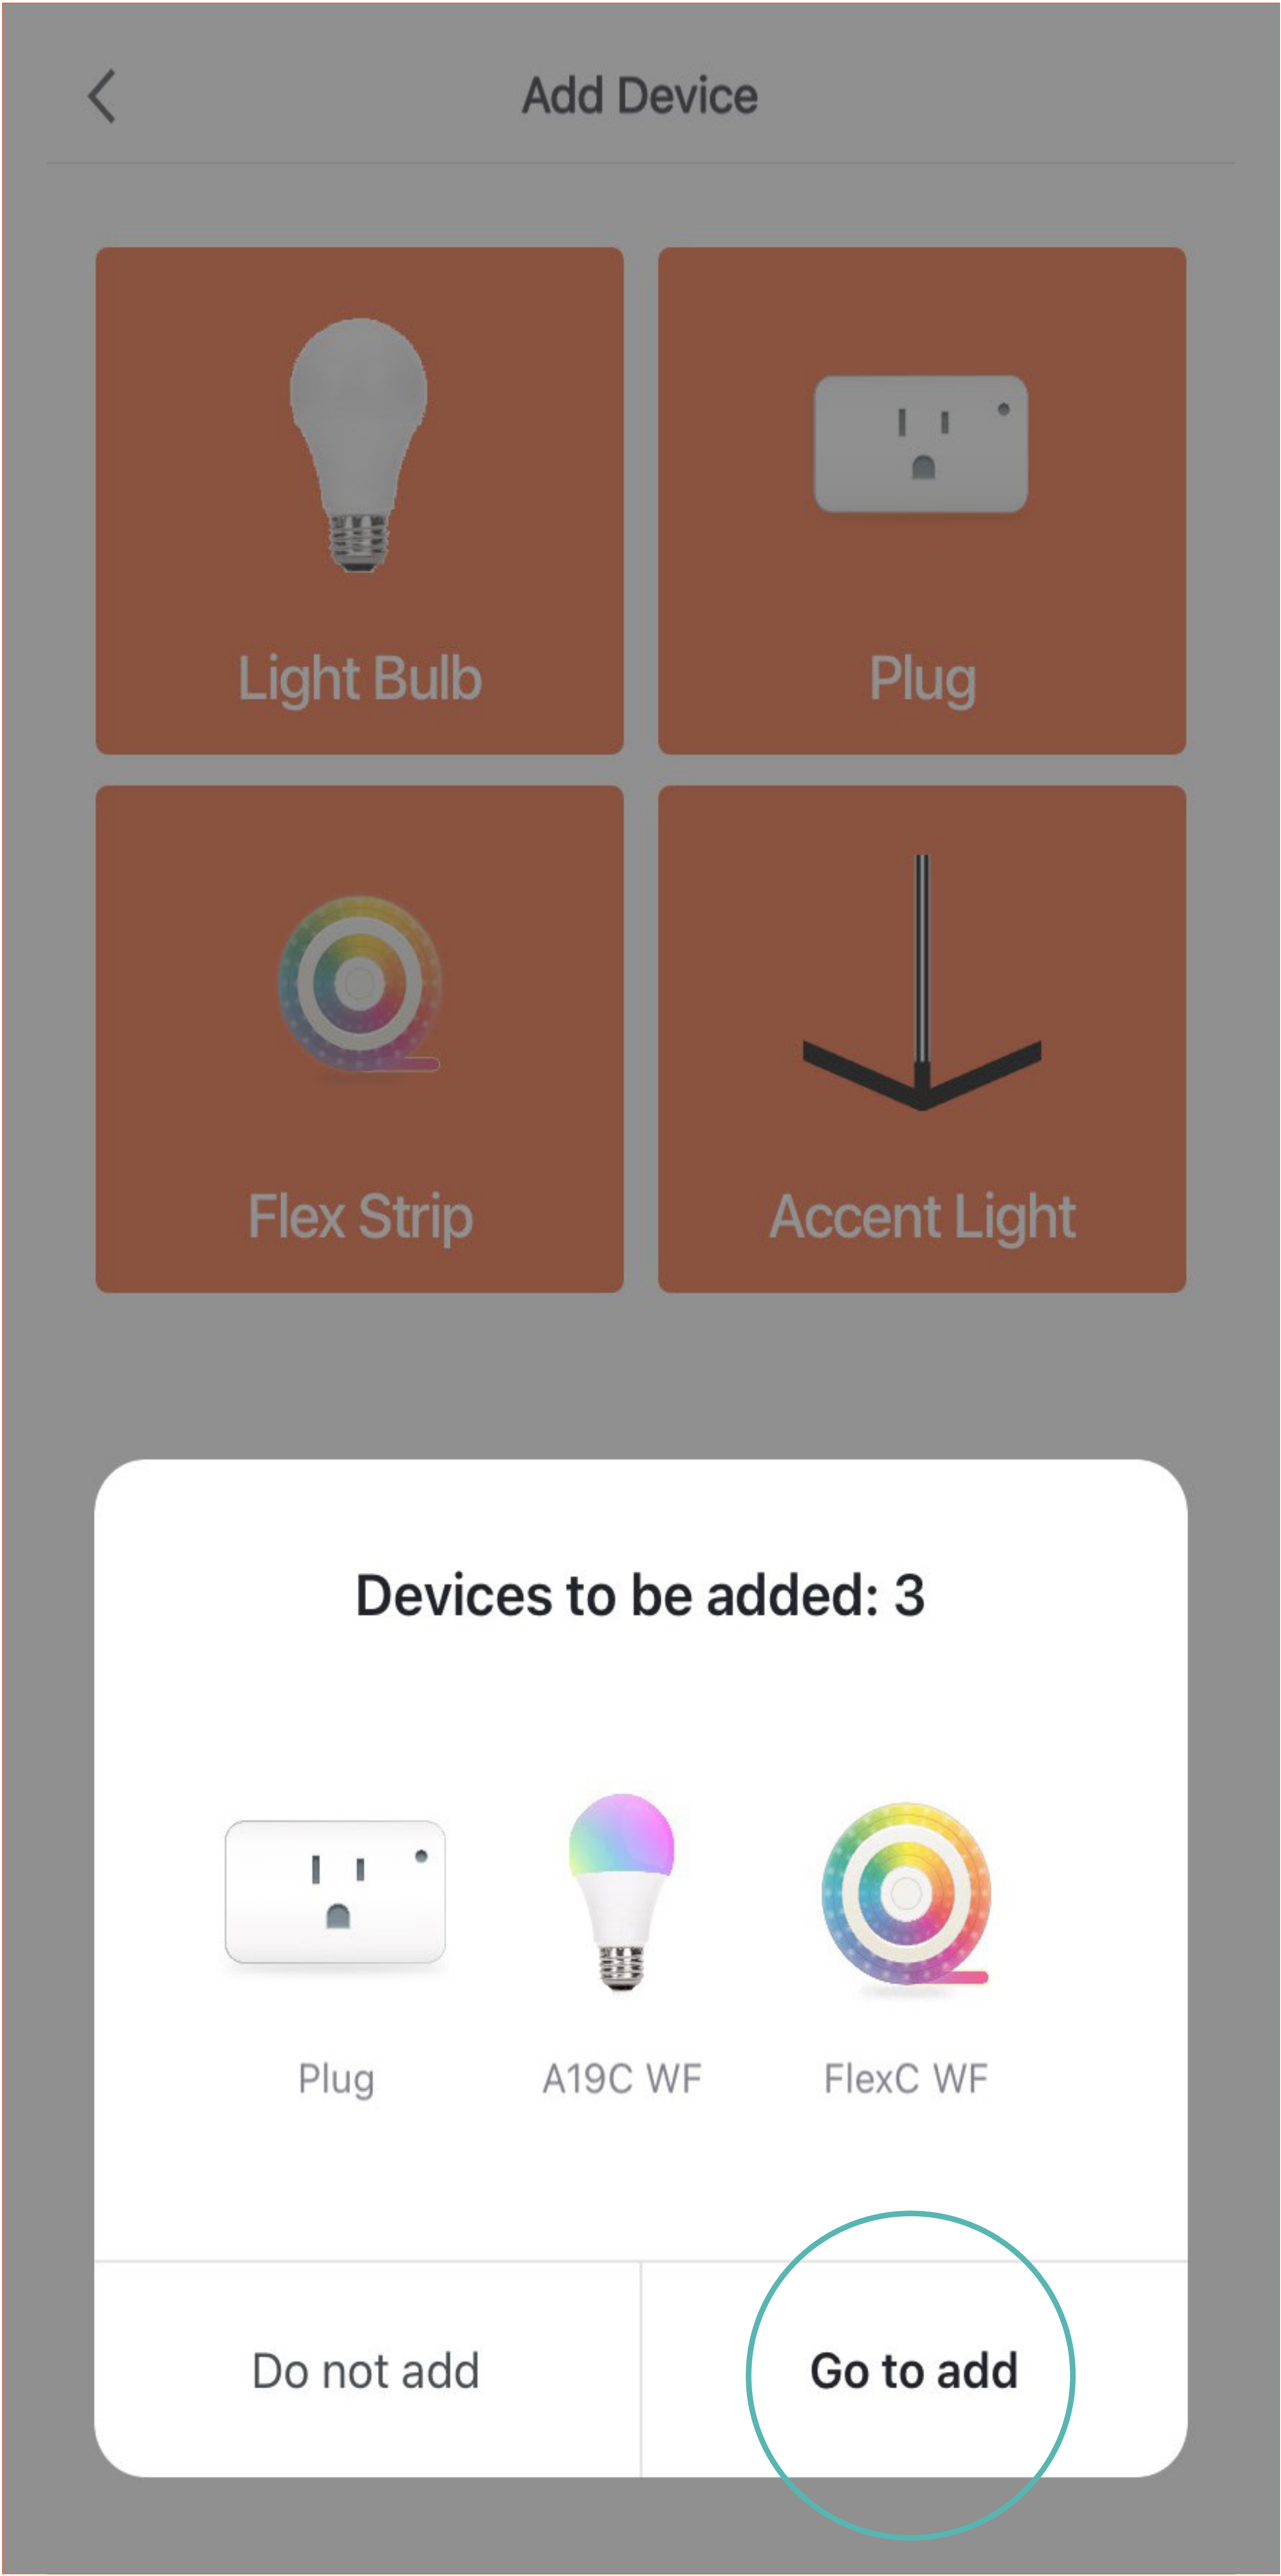 Add Device
Light Bulb
Plug
Flex Strip
Accent Light
Devices to be added: 3
Plug
A19C WF
FlexC WF
Do not add
Go to add